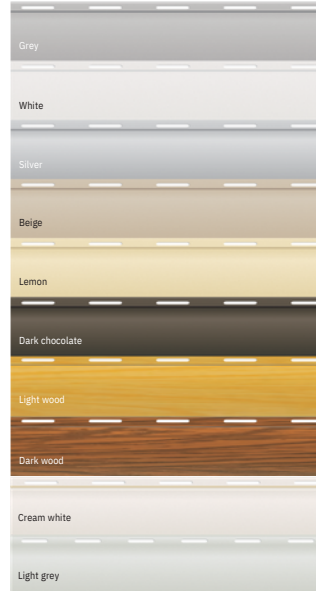 Grey
White
Silver
Beige
Lemon
Dark chocolate
Light wood
Dark wood
Cream white
Light grey